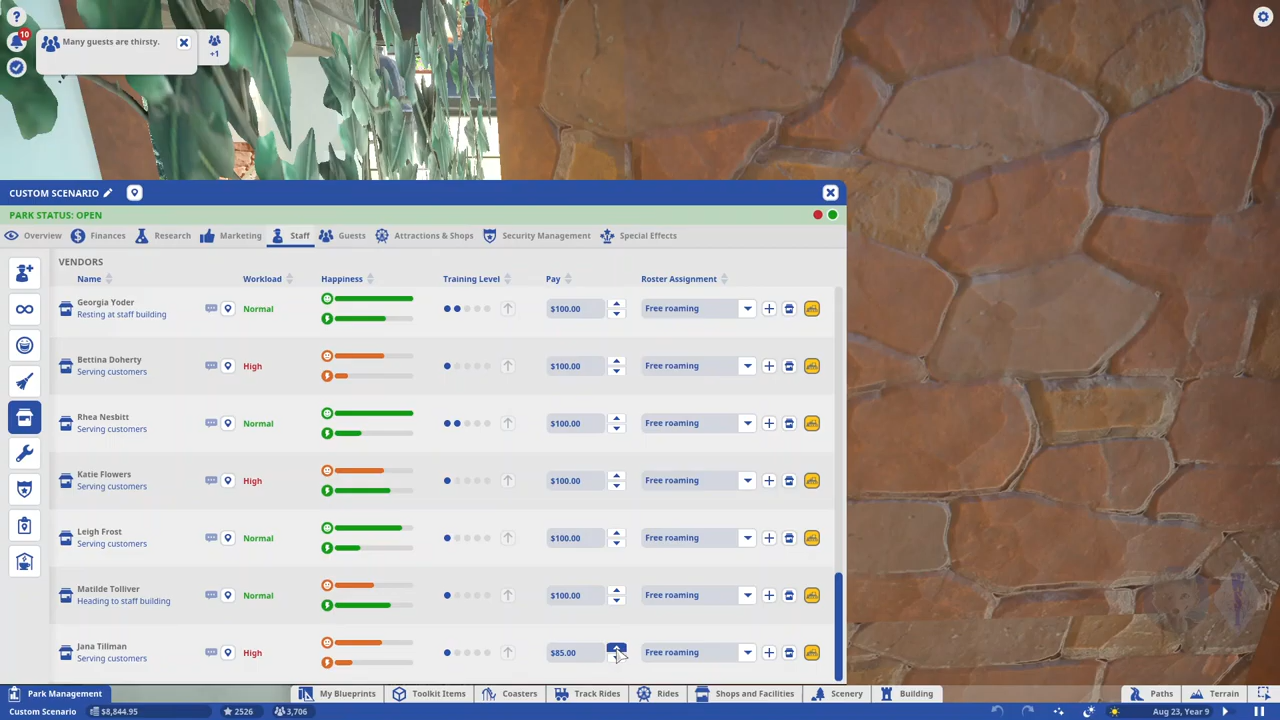 ?
10
Many guests are thirsty.
+1
CUSTOM SCENARIO
PARK STATUS: OPEN
Overview Finances Research Marketing Staff Guests Attractions & Shops Security Management Special Effects
VENDORS
Name Workload Happiness Training Level Pay Roster Assignment
Georgia Yoder
Resting at staff building
Normal $100.00 Free roaming
Bettina Doherty
Serving customers
High $100.00 Free roaming
Rhea Nesbitt
Serving customers
Normal $100.00 Free roaming
Katie Flowers
Serving customers
High $100.00 Free roaming
Leigh Frost
Serving customers
Normal $100.00 Free roaming
Matilde Tolliver
Heading to staff building
Normal $100.00 Free roaming
Jana Tillman
Serving customers
High $85.00 Free roaming
Park Management My Blueprints Toolkit Items Coasters Track Rides Rides Shops and Facilities Scenery Building Paths Terrain
Custom Scenario $8,844.95 2526 3,706 Aug 23, Year 9